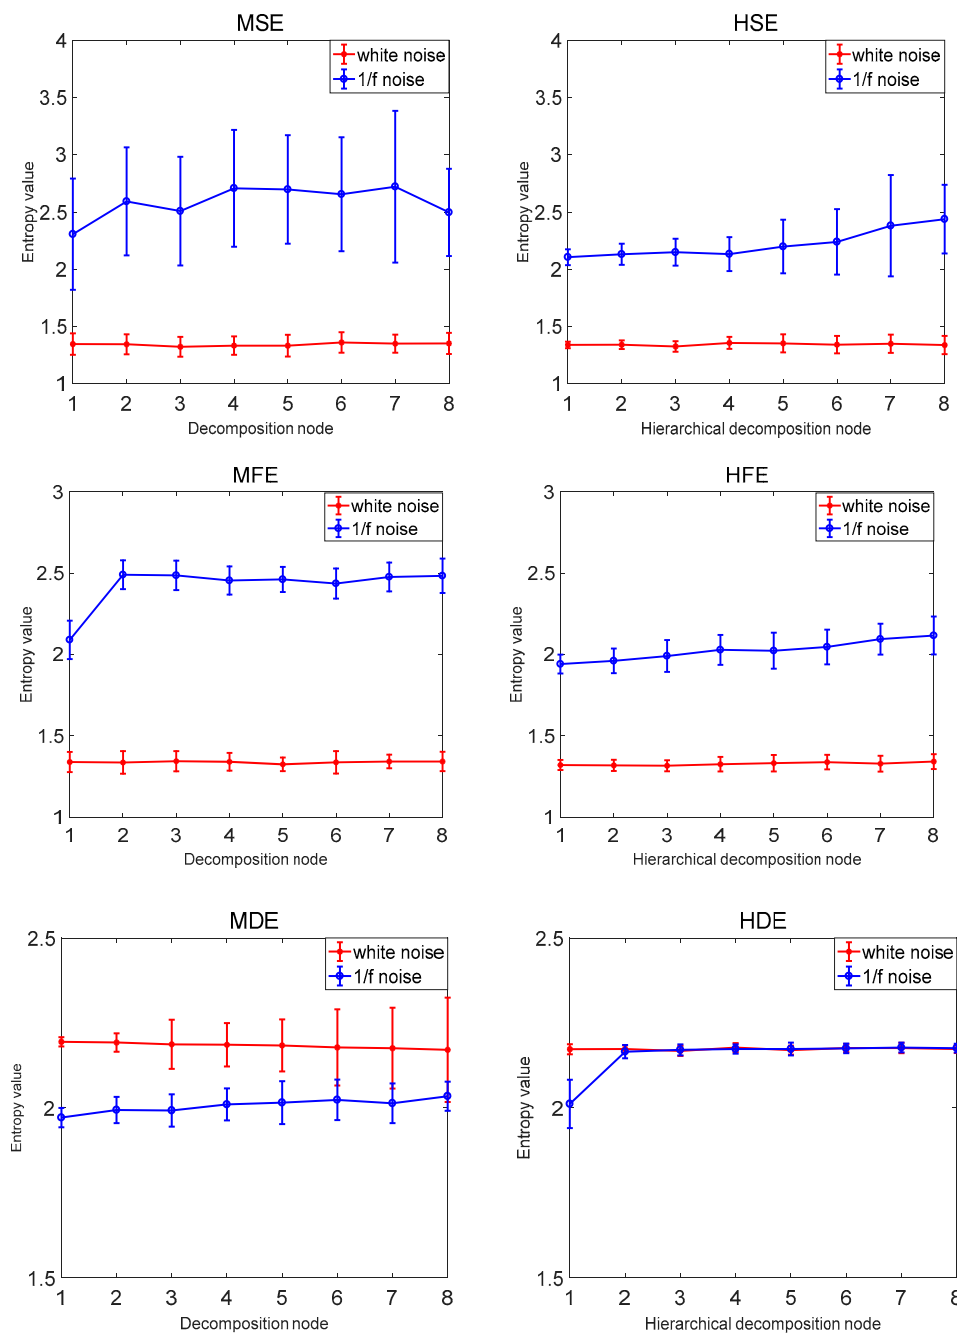 MSE
4
3.5
3
2.5
2
1.5
1
1 2 3 4 5 6 7 8
Entropy value
Decomposition node
white noise
1/f noise
HSE
4
3.5
3
2.5
2
1.5
1
1 2 3 4 5 6 7 8
Entropy value
Hierarchical decomposition node
white noise
1/f noise
MFE
3
2.5
2
1.5
1
1 2 3 4 5 6 7 8
Entropy value
Decomposition node
white noise
1/f noise
HFE
3
2.5
2
1.5
1
1 2 3 4 5 6 7 8
Entropy value
Hierarchical decomposition node
white noise
1/f noise
MDE
2.5
2
1.5
1 2 3 4 5 6 7 8
Entropy value
Decomposition node
white noise
1/f noise
HDE
2.5
2
1.5
1 2 3 4 5 6 7 8
Entropy value
Hierarchical decomposition node
white noise
1/f noise